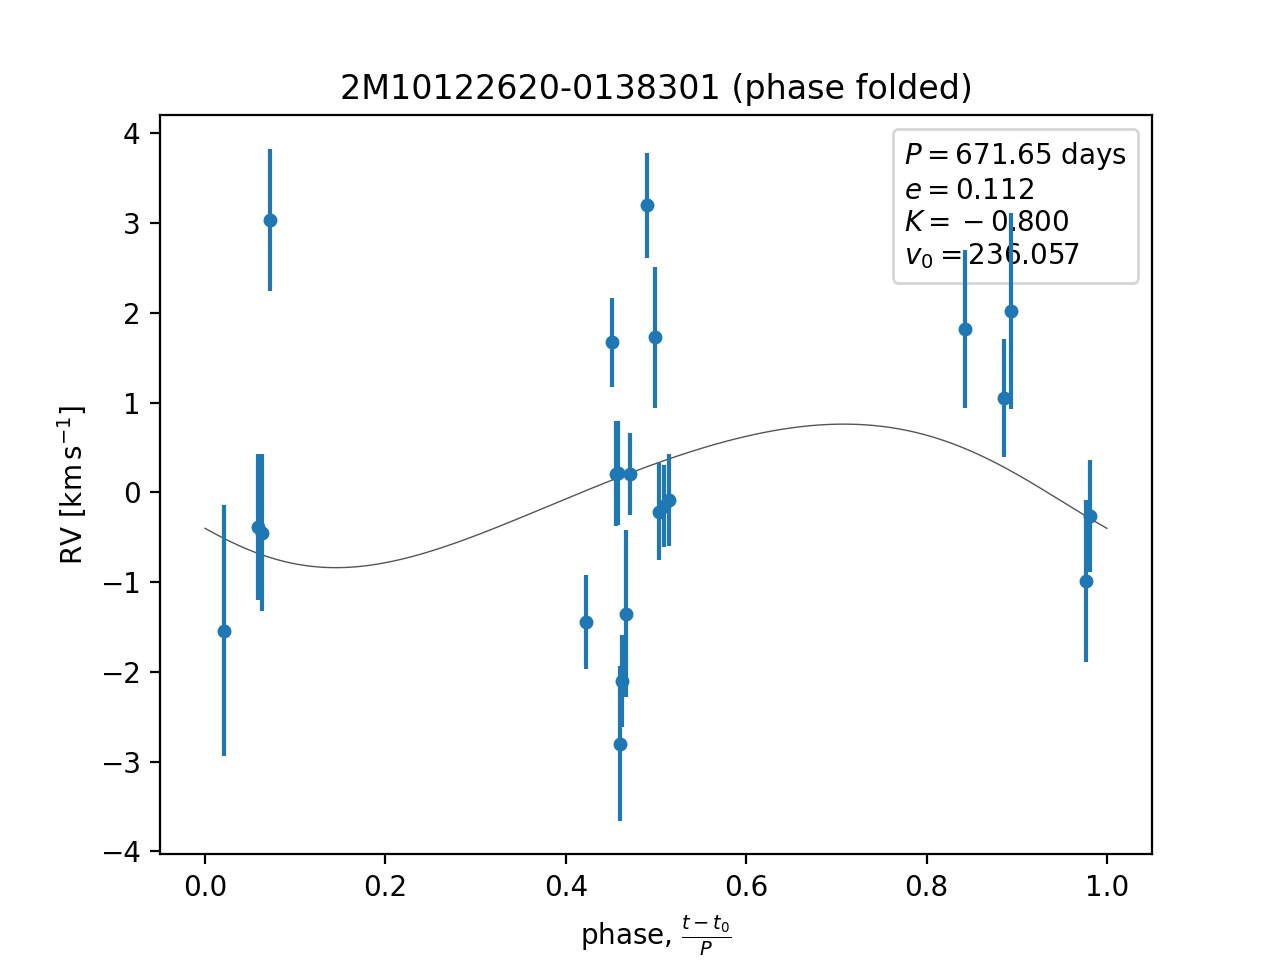 2M10122620-0138301 (phase folded)
P = 671.65 days
e = 0.112
K = −0.800
v₀ = 236.057
RV [km s⁻¹]
4
3
2
1
0
−1
−2
−3
−4
0.0 0.2 0.4 0.6 0.8 1.0
phase, (t − t₀)/P